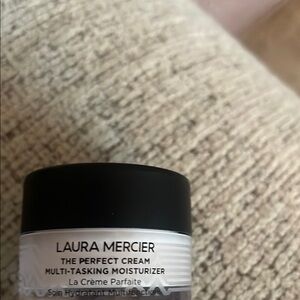 LAURA MERCIER
THE PERFECT CREAM
MULTI-TASKING MOISTURIZER
La Crème Parfaite
Soin Hydratant